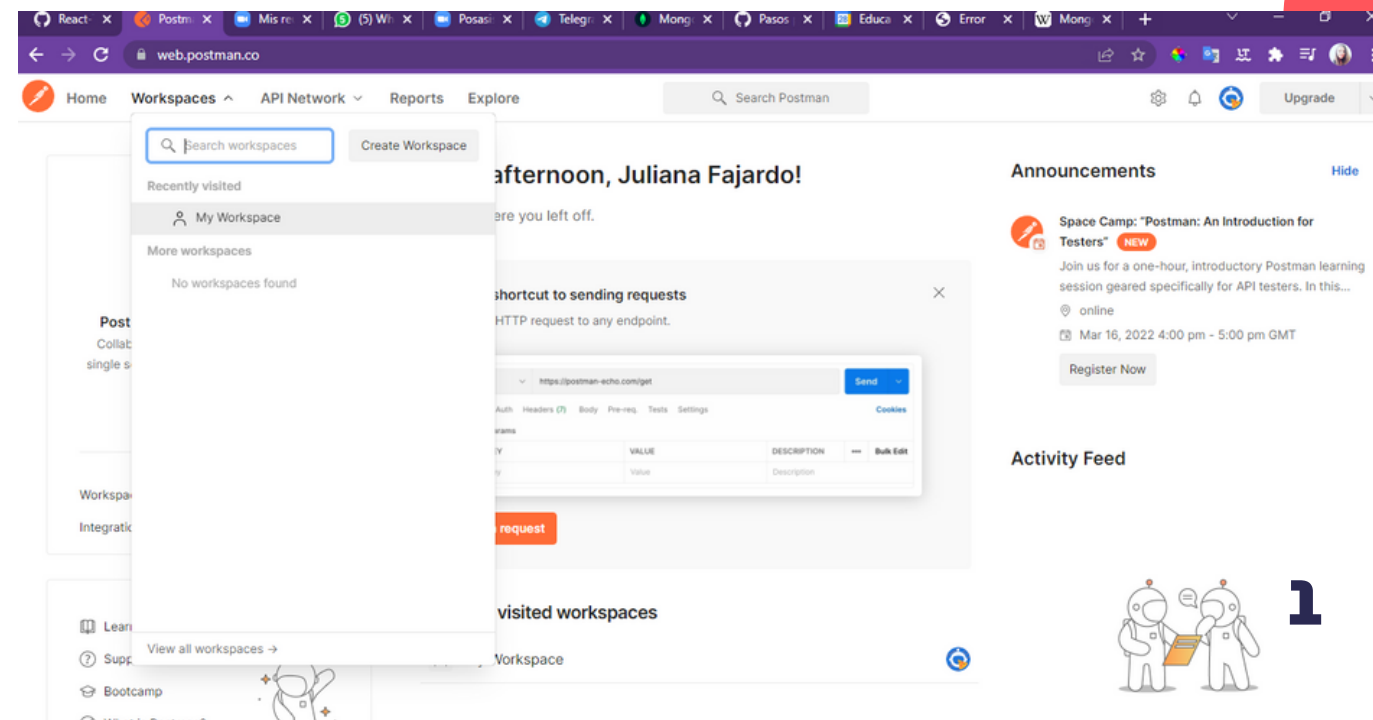 React- X Postm X Mis re X (5) Wh X Posasi X Telegr X Mong X Pasos X Educa X Error X Mong X +
web.postman.co
Home Workspaces API Network Reports Explore Search Postman Upgrade
Search workspaces Create Workspace
Recently visited
My Workspace
More workspaces
No workspaces found
View all workspaces →
afternoon, Juliana Fajardo!
ere you left off.
shortcut to sending requests
HTTP request to any endpoint.
https://postman-echo.com/get Send
Auth Headers (7) Body Pre-req. Tests Settings Cookies
arams
VALUE DESCRIPTION ••• Bulk Edit
Value Description
request
visited workspaces
Workspace
Post
Collab
single s
Workspa
Integratio
Learn
Supp
Bootcamp
Announcements Hide
Space Camp: "Postman: An Introduction for
Testers" NEW
Join us for a one-hour, introductory Postman learning
session geared specifically for API testers. In this...
online
Mar 16, 2022 4:00 pm - 5:00 pm GMT
Register Now
Activity Feed
1